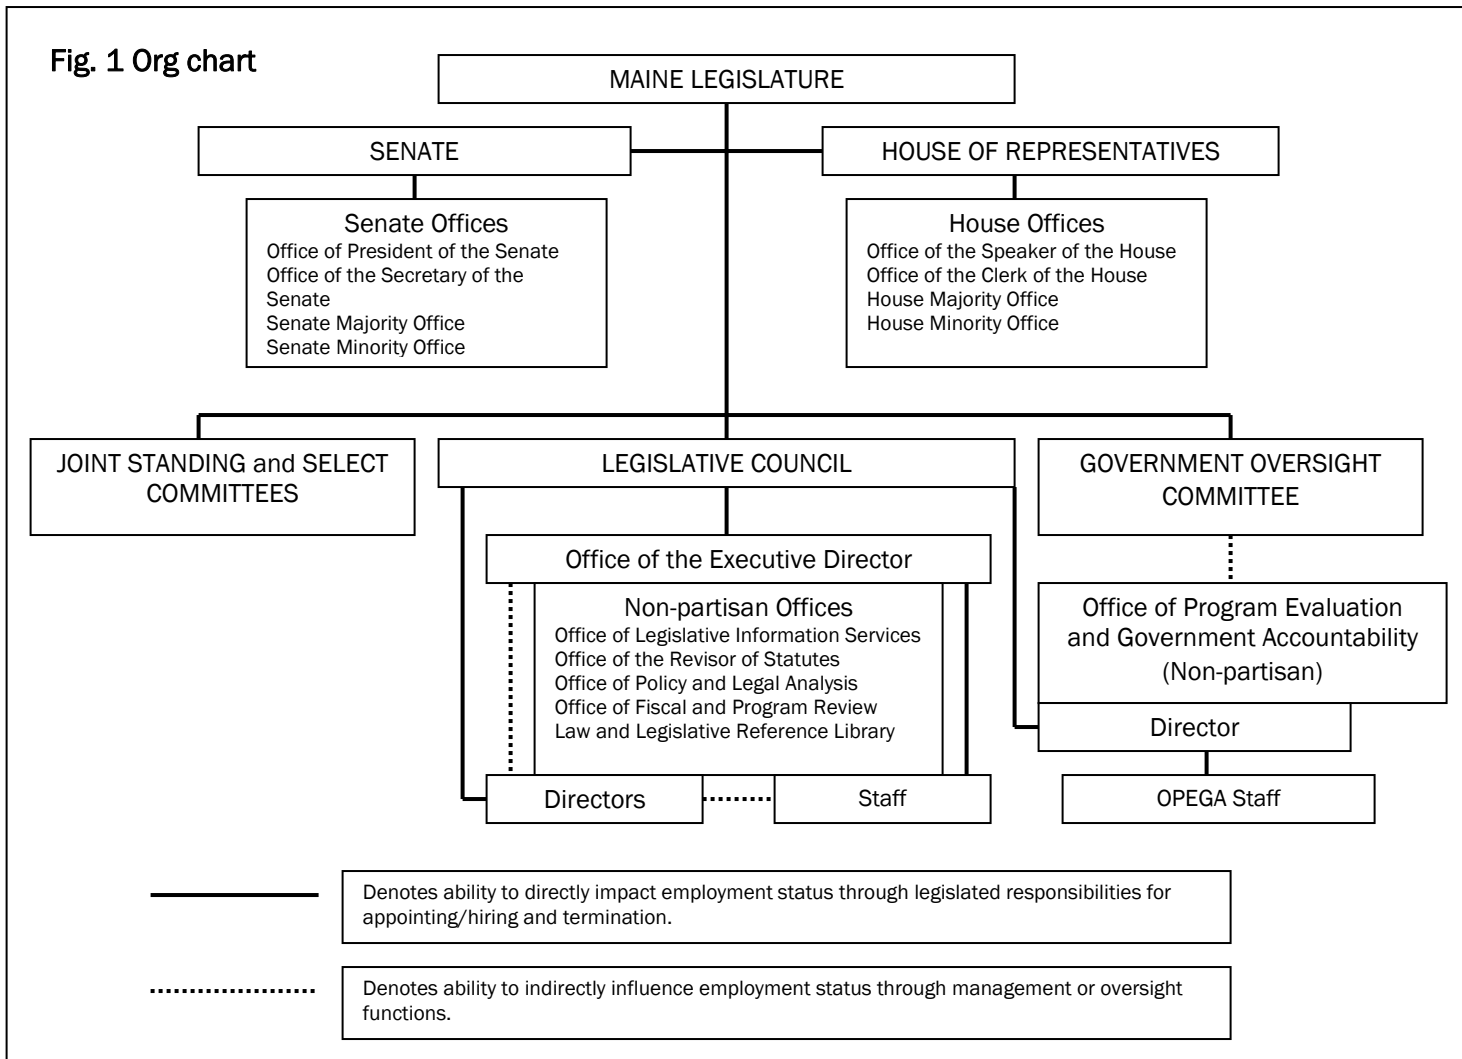 Fig. 1 Org chart
MAINE LEGISLATURE
SENATE
HOUSE OF REPRESENTATIVES
Senate Offices
Office of President of the Senate
Office of the Secretary of the
Senate
Senate Majority Office
Senate Minority Office
House Offices
Office of the Speaker of the House
Office of the Clerk of the House
House Majority Office
House Minority Office
JOINT STANDING and SELECT
COMMITTEES
LEGISLATIVE COUNCIL
GOVERNMENT OVERSIGHT
COMMITTEE
Office of the Executive Director
Non-partisan Offices
Office of Legislative Information Services
Office of the Revisor of Statutes
Office of Policy and Legal Analysis
Office of Fiscal and Program Review
Law and Legislative Reference Library
Office of Program Evaluation
and Government Accountability
(Non-partisan)
Director
Directors
Staff
OPEGA Staff
Denotes ability to directly impact employment status through legislated responsibilities for
appointing/hiring and termination.
Denotes ability to indirectly influence employment status through management or oversight
functions.